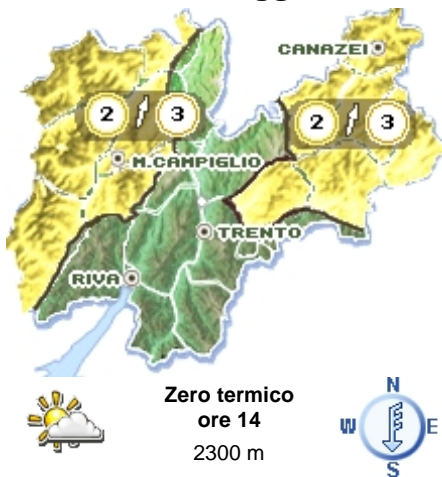 CANAZEI
2 3
2 3
M.CAMPIGLIO
TRENTO
RIVA
Zero termico
ore 14
2300 m
N
W E
S